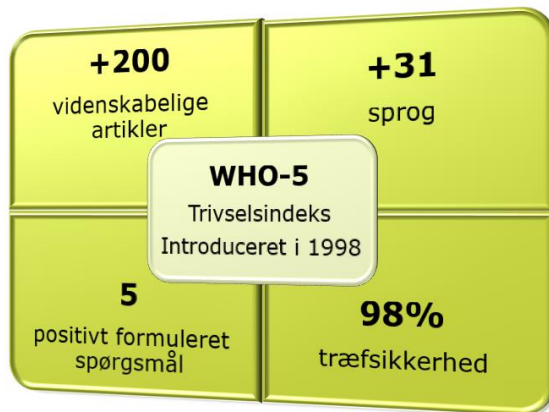 +200
videnskabelige
artikler
+31
sprog
WHO-5
Trivselsindeks
Introduceret i 1998
5
positivt formuleret
spørgsmål
98%
træfsikkerhed